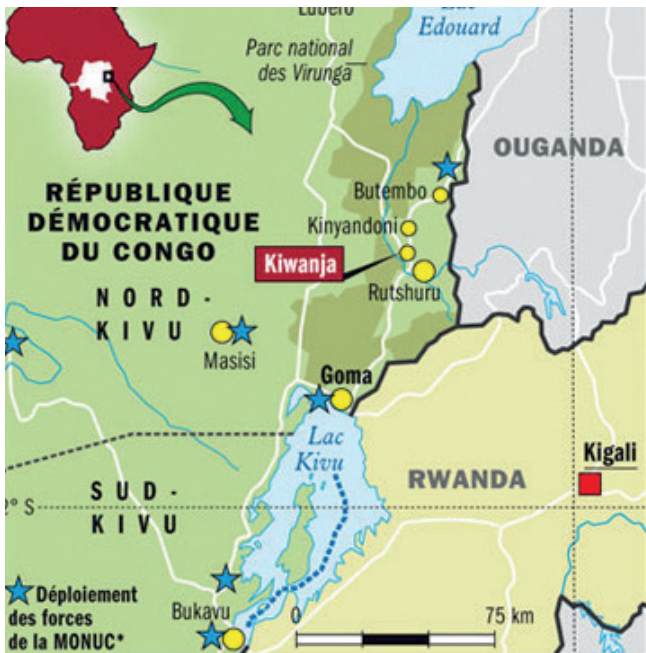 Lubero
Lac
Edouard
Parc national
des Virunga
OUGANDA
Butembo
RÉPUBLIQUE
DÉMOCRATIQUE
DU CONGO
Kinyandoni
Kiwanja
Rutshuru
NORD-
KIVU
Masisi
Goma
Lac
Kivu
Kigali
RWANDA
SUD-
KIVU
2° S
Déploiement
des forces
de la MONUC*
Bukavu
0 75 km